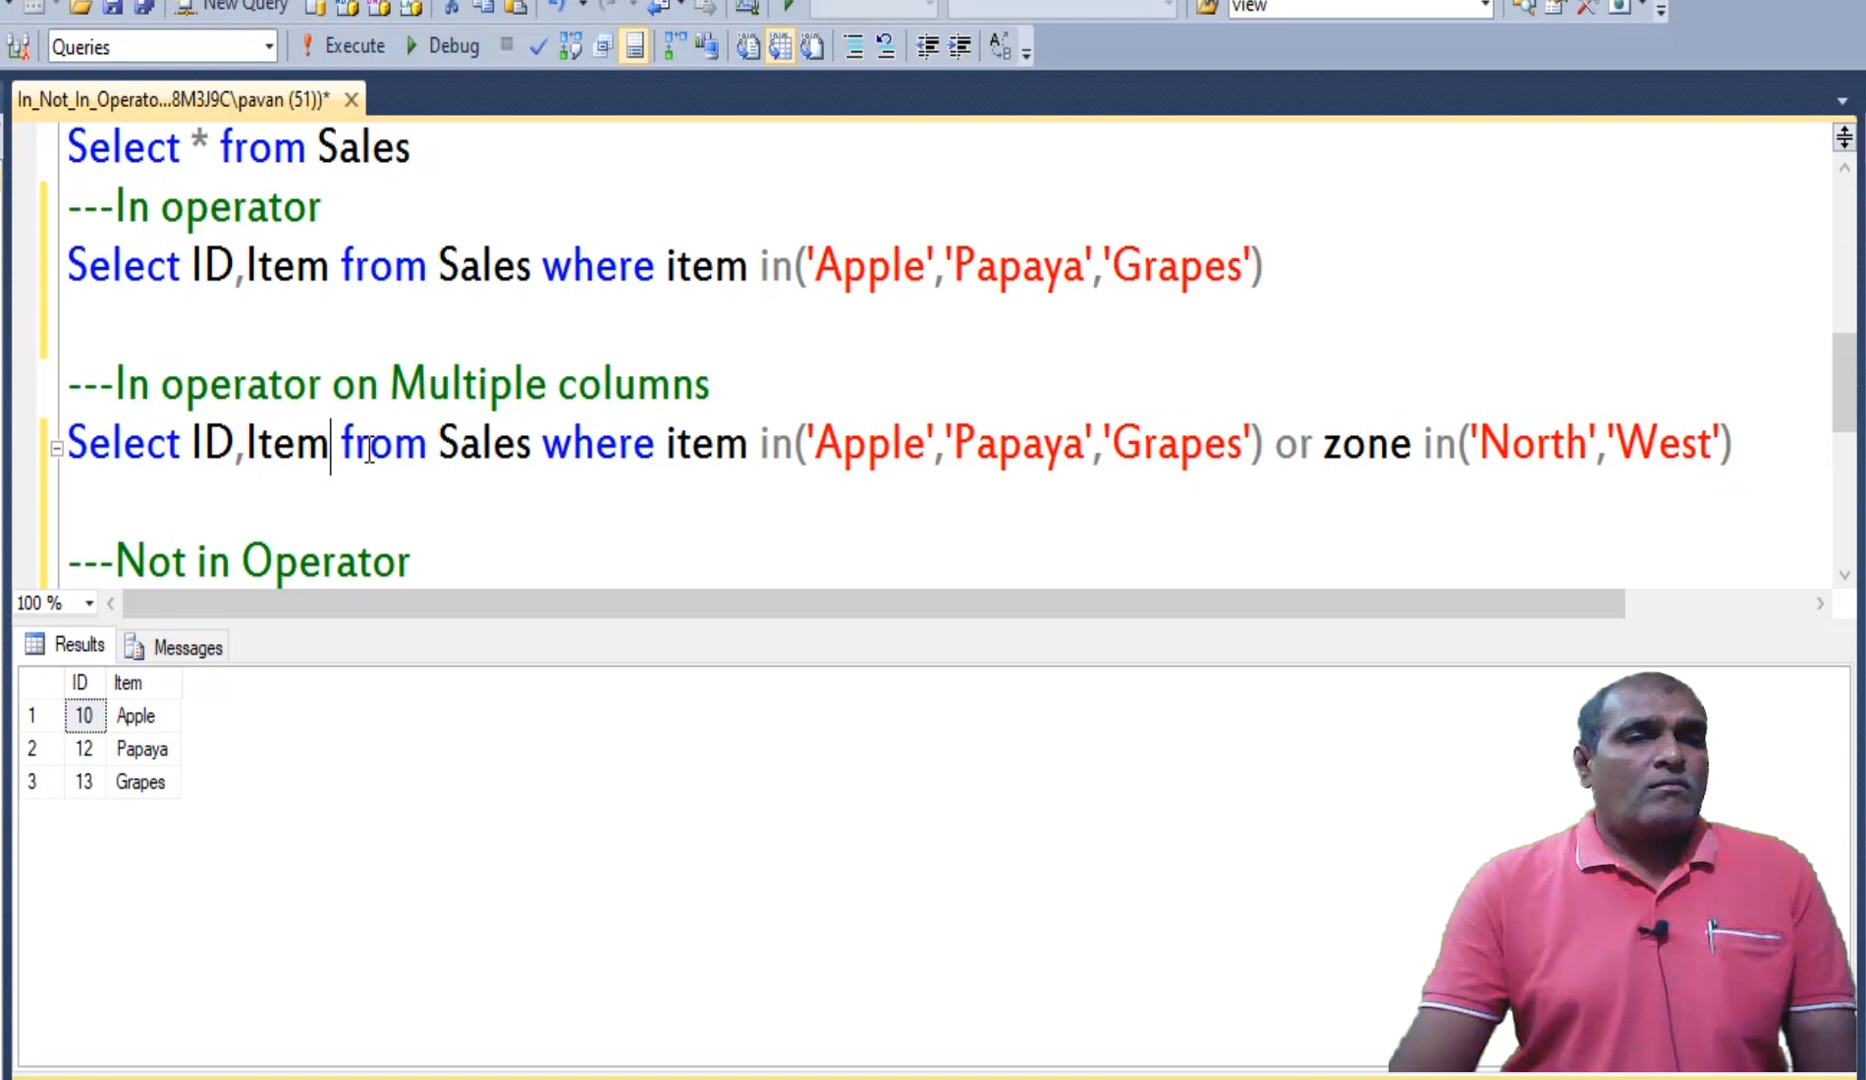 New Query
view
Queries
Execute
Debug
In_Not_In_Operato...8M3J9C\pavan (51))*
Select * from Sales
---In operator
Select ID,Item from Sales where item in('Apple','Papaya','Grapes')
---In operator on Multiple columns
Select ID,Item from Sales where item in('Apple','Papaya','Grapes') or zone in('North','West')
---Not in Operator
100 %
Results Messages
ID Item
1 10 Apple
2 12 Papaya
3 13 Grapes